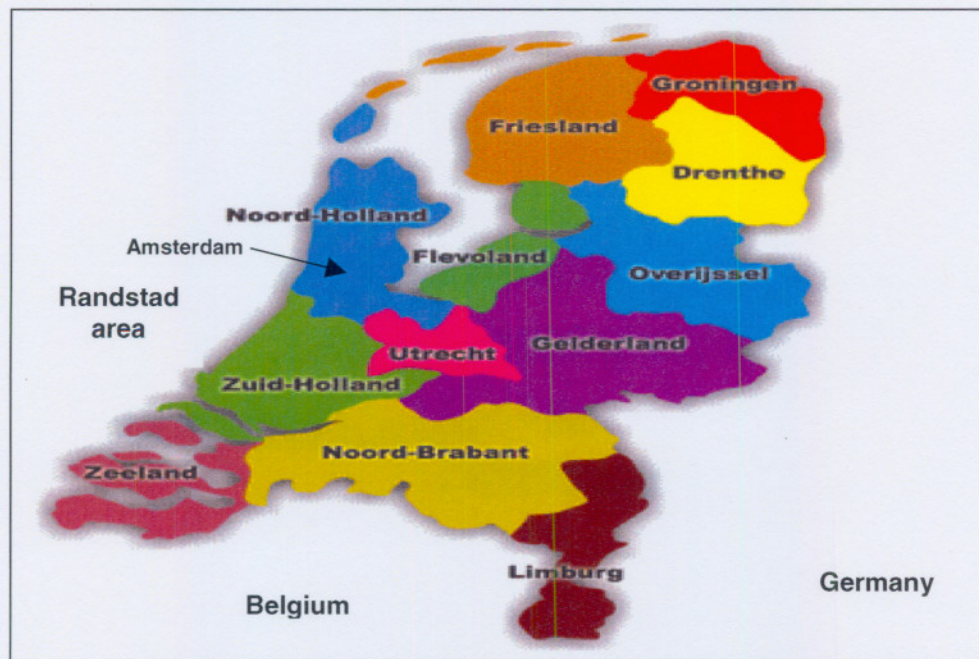 Groningen
Friesland
Drenthe
Noord-Holland
Amsterdam
Flevoland
Overijssel
Randstad
area
Utrecht
Gelderland
Zuid-Holland
Noord-Brabant
Zeeland
Limburg
Germany
Belgium